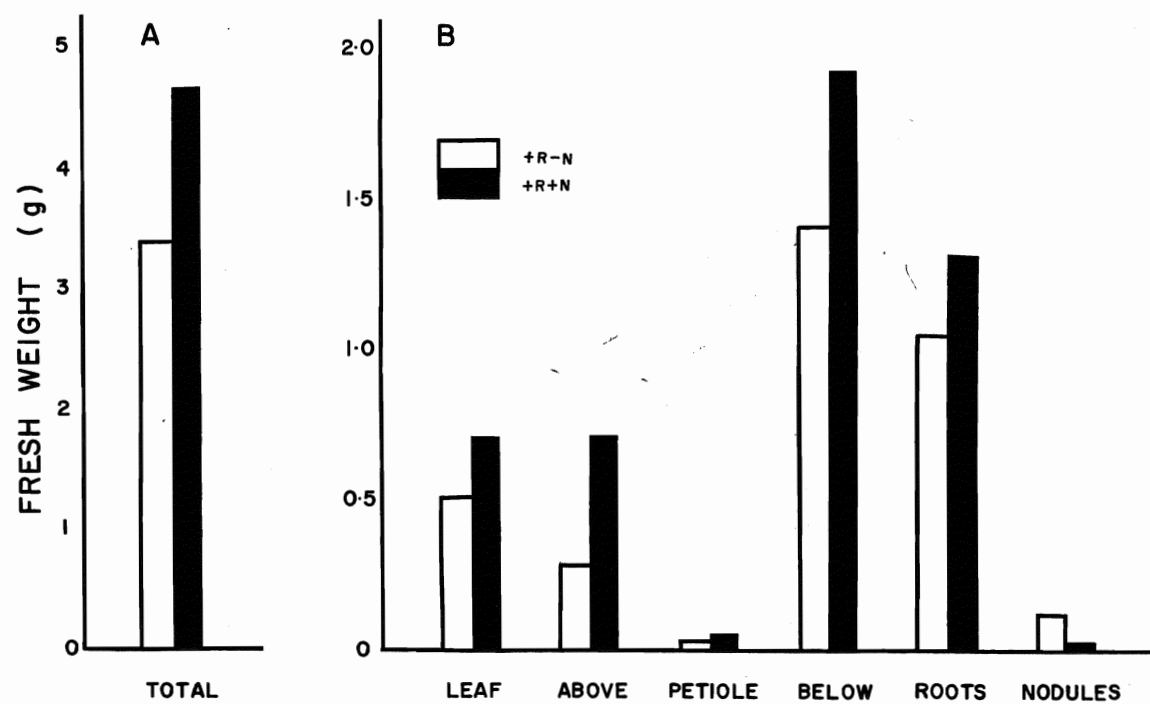 A
B
FRESH WEIGHT (g)
5
4
3
2
1
0
2·0
1·5
1·0
0·5
0
+R−N
+R+N
TOTAL
LEAF ABOVE PETIOLE BELOW ROOTS NODULES